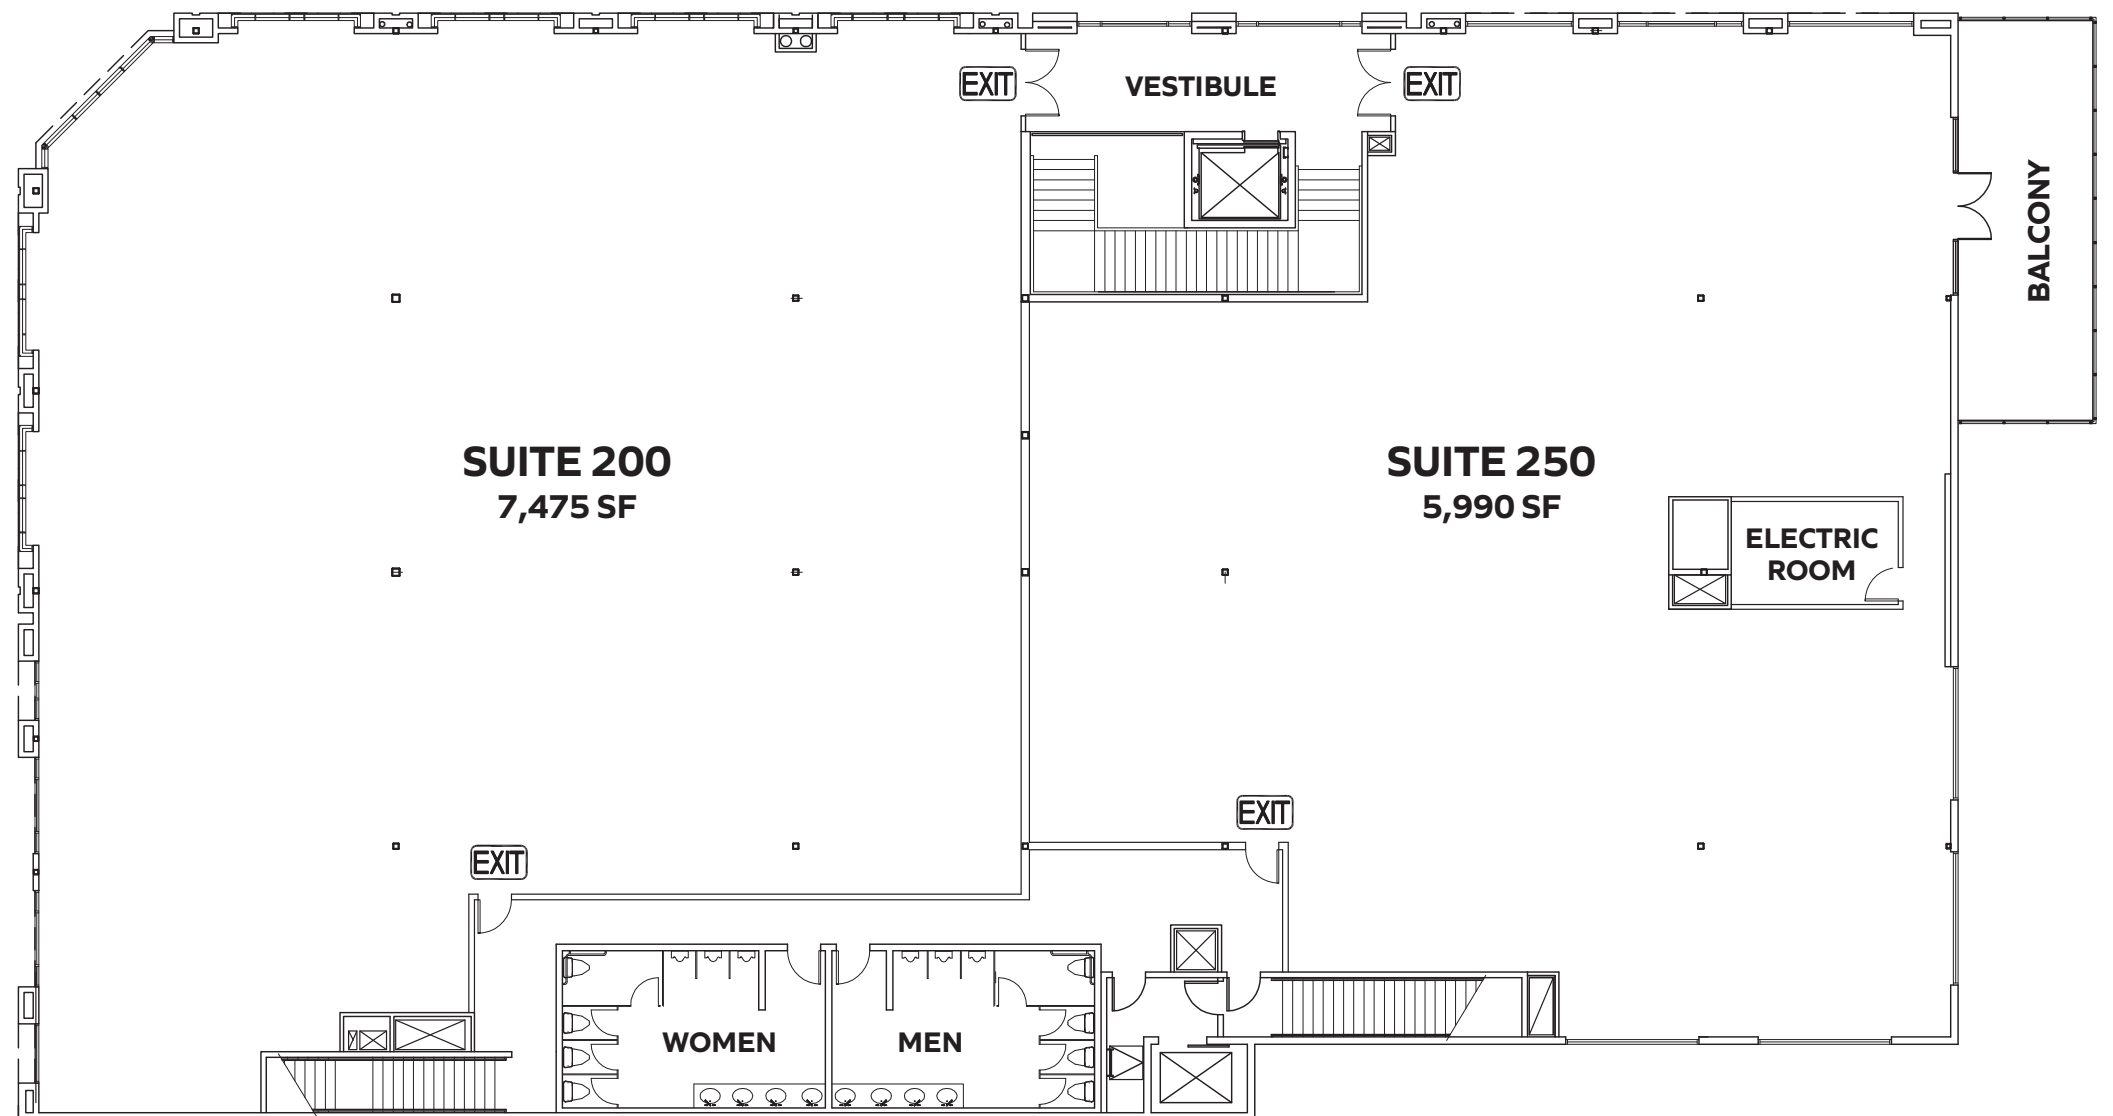 EXIT
VESTIBULE
EXIT
BALCONY
SUITE 200
7,475 SF
SUITE 250
5,990 SF
ELECTRIC
ROOM
EXIT
EXIT
WOMEN
MEN